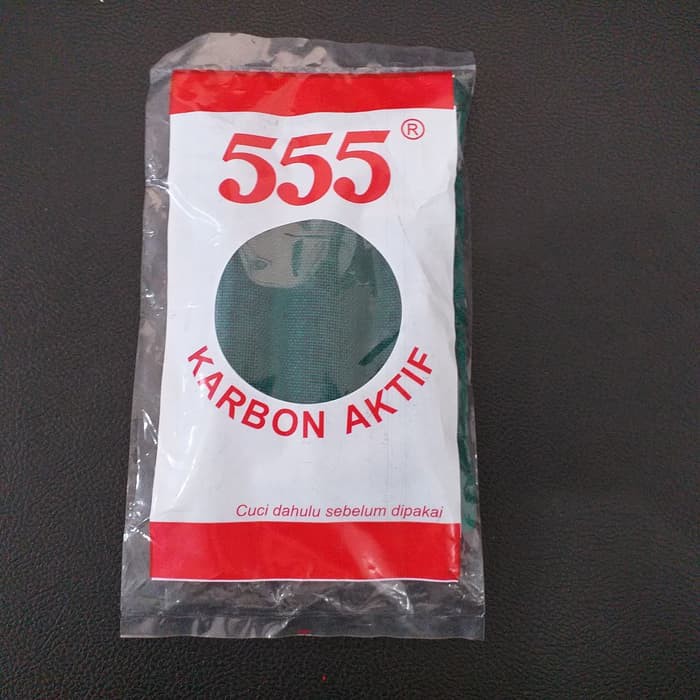 555®
KARBON AKTIF
Cuci dahulu sebelum dipakai